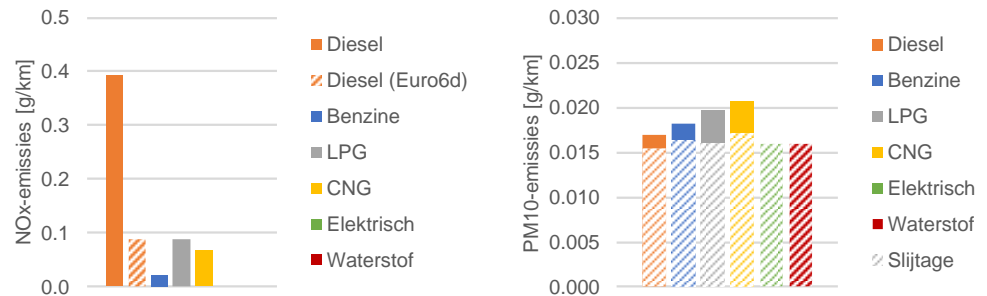 NOx-emissies [g/km]
0.5
0.4
0.3
0.2
0.1
0.0
Diesel
Diesel (Euro6d)
Benzine
LPG
CNG
Elektrisch
Waterstof
PM10-emissies [g/km]
0.030
0.025
0.020
0.015
0.010
0.005
0.000
Diesel
Benzine
LPG
CNG
Elektrisch
Waterstof
Slijtage